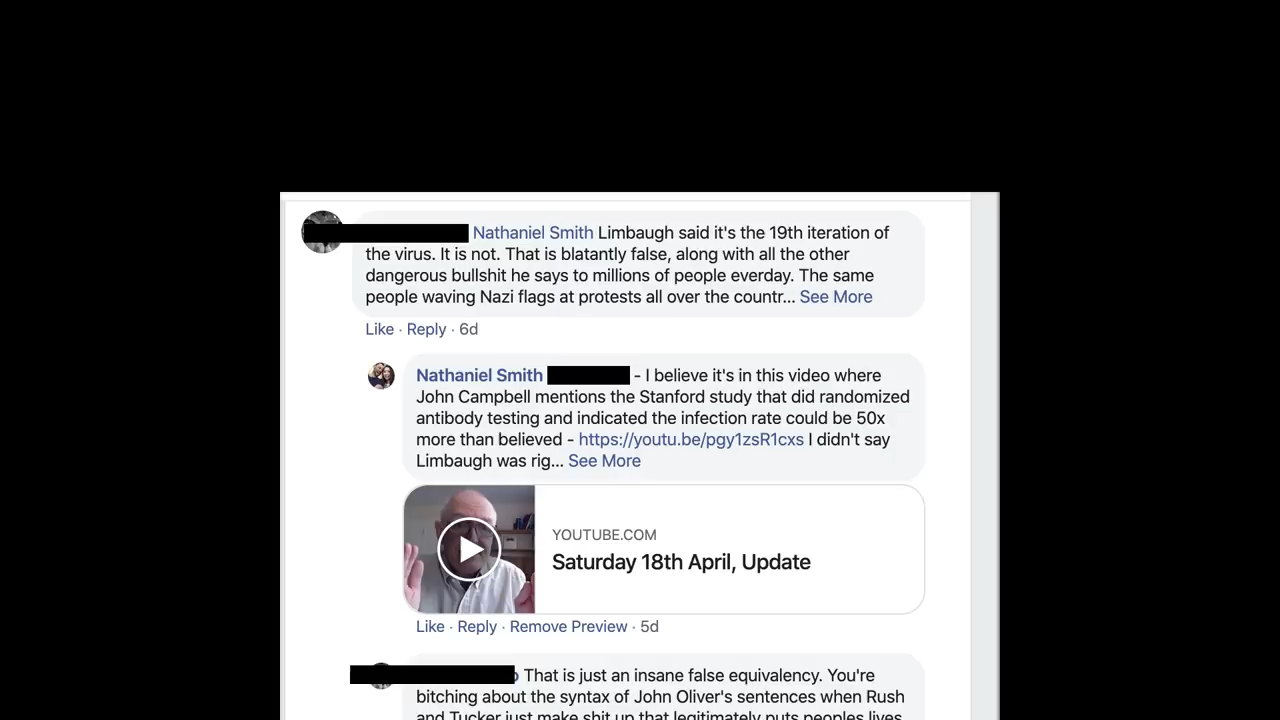 Nathaniel Smith Limbaugh said it's the 19th iteration of
the virus. It is not. That is blatantly false, along with all the other
dangerous bullshit he says to millions of people everday. The same
people waving Nazi flags at protests all over the countr... See More
Like · Reply · 6d
Nathaniel Smith - I believe it's in this video where
John Campbell mentions the Stanford study that did randomized
antibody testing and indicated the infection rate could be 50x
more than believed - https://youtu.be/pgy1zsR1cxs I didn't say
Limbaugh was rig... See More
YOUTUBE.COM
Saturday 18th April, Update
Like · Reply · Remove Preview · 5d
That is just an insane false equivalency. You're
bitching about the syntax of John Oliver's sentences when Rush
and Tucker just make shit up that legitimately puts peoples lives